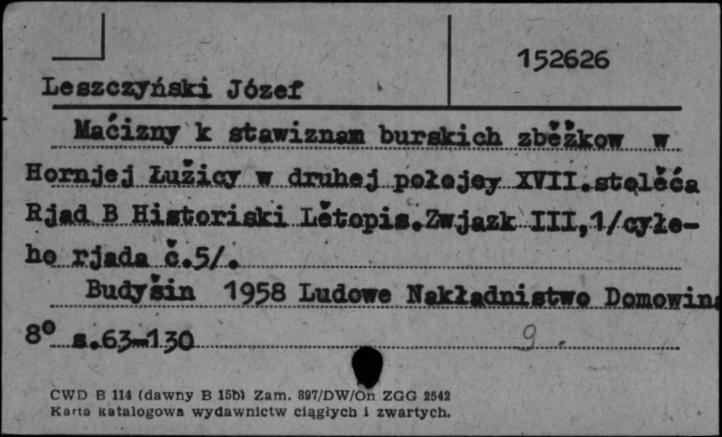 152626
Leszczyński Józef
Maćizny k stawiznam burskich zběžkow w
Hornjej Łužicy w druhej połojcy XVII.stolěća
Rjad B Historiski Lětopis.Zwjazk III,1/cyłe-
ho rjada č.5/.
Budyšin 1958 Ludowe Nakładnistwo Domowina
8° s.63-130
9.
CWD B 114 (dawny B 15b) Zam. 897/DW/On ZGG 2542
Karta katalogowa wydawnictw ciągłych i zwartych.